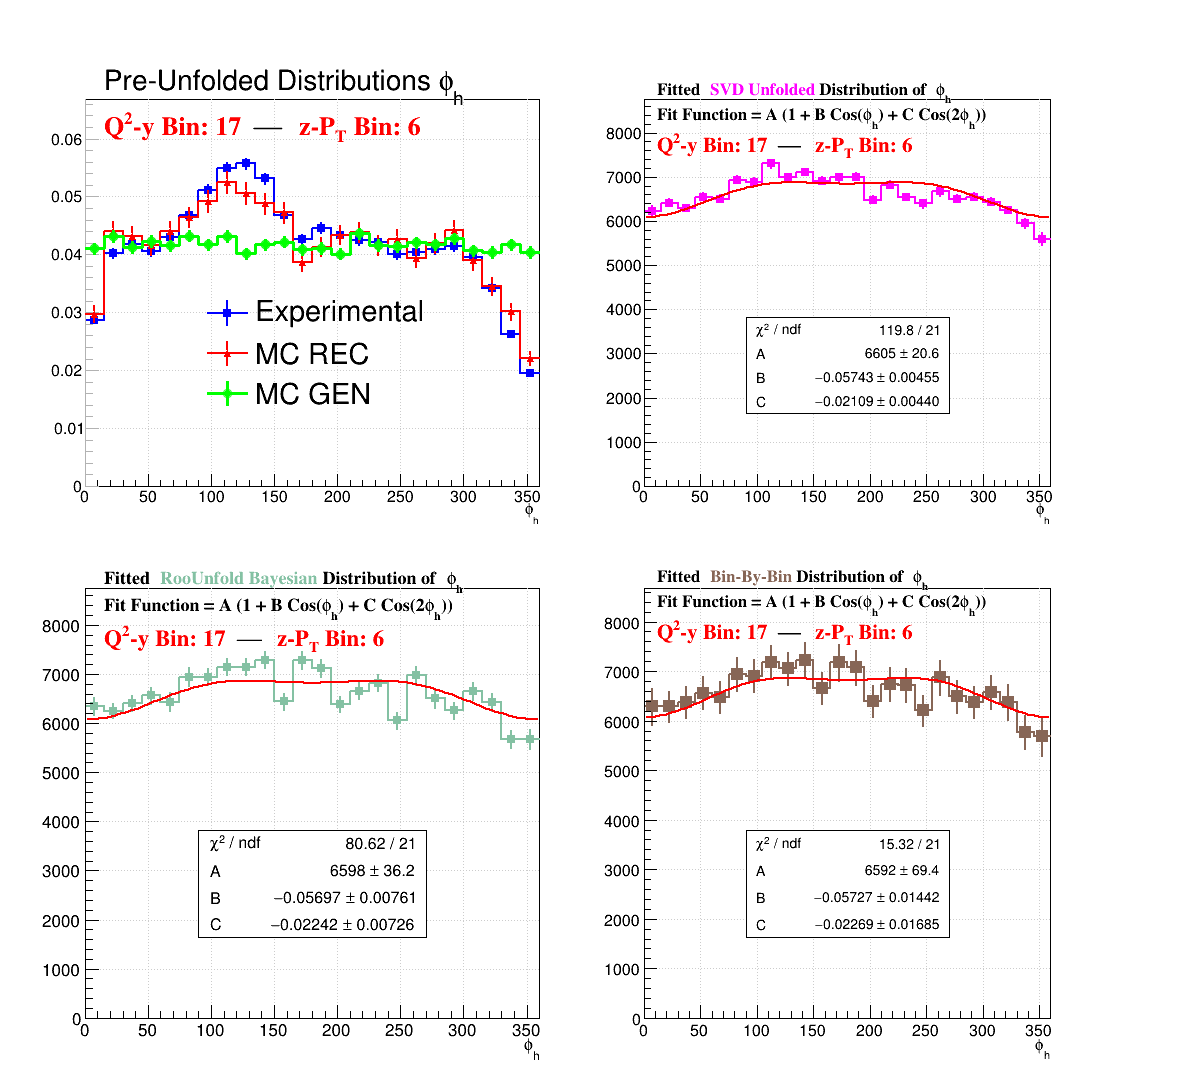 Pre-Unfolded Distributions ϕh
Q2-y Bin: 17 — z-PT Bin: 6
0.06
0.05
0.04
0.03
0.02
0.01
0
Experimental
MC REC
MC GEN
0 50 100 150 200 250 300 350
ϕh
Fitted SVD Unfolded Distribution of ϕh
Fit Function = A (1 + B Cos(ϕh) + C Cos(2ϕh))
Q2-y Bin: 17 — z-PT Bin: 6
8000
7000
6000
5000
4000
3000
2000
1000
0
χ2 / ndf 119.8 / 21
A 6605 ± 20.6
B −0.05743 ± 0.00455
C −0.02109 ± 0.00440
0 50 100 150 200 250 300 350
ϕh
Fitted RooUnfold Bayesian Distribution of ϕh
Fit Function = A (1 + B Cos(ϕh) + C Cos(2ϕh))
Q2-y Bin: 17 — z-PT Bin: 6
8000
7000
6000
5000
4000
3000
2000
1000
0
χ2 / ndf 80.62 / 21
A 6598 ± 36.2
B −0.05697 ± 0.00761
C −0.02242 ± 0.00726
0 50 100 150 200 250 300 350
ϕh
Fitted Bin-By-Bin Distribution of ϕh
Fit Function = A (1 + B Cos(ϕh) + C Cos(2ϕh))
Q2-y Bin: 17 — z-PT Bin: 6
8000
7000
6000
5000
4000
3000
2000
1000
0
χ2 / ndf 15.32 / 21
A 6592 ± 69.4
B −0.05727 ± 0.01442
C −0.02269 ± 0.01685
0 50 100 150 200 250 300 350
ϕh